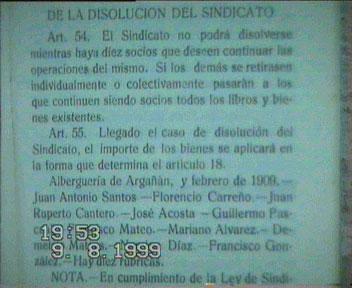 DE LA DISOLUCION DEL SINDICATO
Art. 54. El Sindicato no podrá disolverse
mientras haya diez socios que deseen continuar las
operaciones del mismo. Si los demás se retirasen
individualmente o colectivamente pasarán a los
que continuen siendo socios todos los libros y bie-
nes existentes.
Art. 55. Llegado el caso de disolución del
Sindicato, el importe de los bienes se aplicará en
la forma que determina el artículo 18.
Alberguería de Argañán, y febrero de 1909.—
Juan Antonio Santos—Florencio Carreño.—Juan
Ruperto Cantero.—José Acosta—Guillermo Pas-
Mateo.—Mariano Alvarez.—De-
Díaz.—Francisco Gon-
zález.—Hay diez rúbricas.
NOTA.—En cumplimiento de la Ley de Sindi-
19:53
9. 8.1999